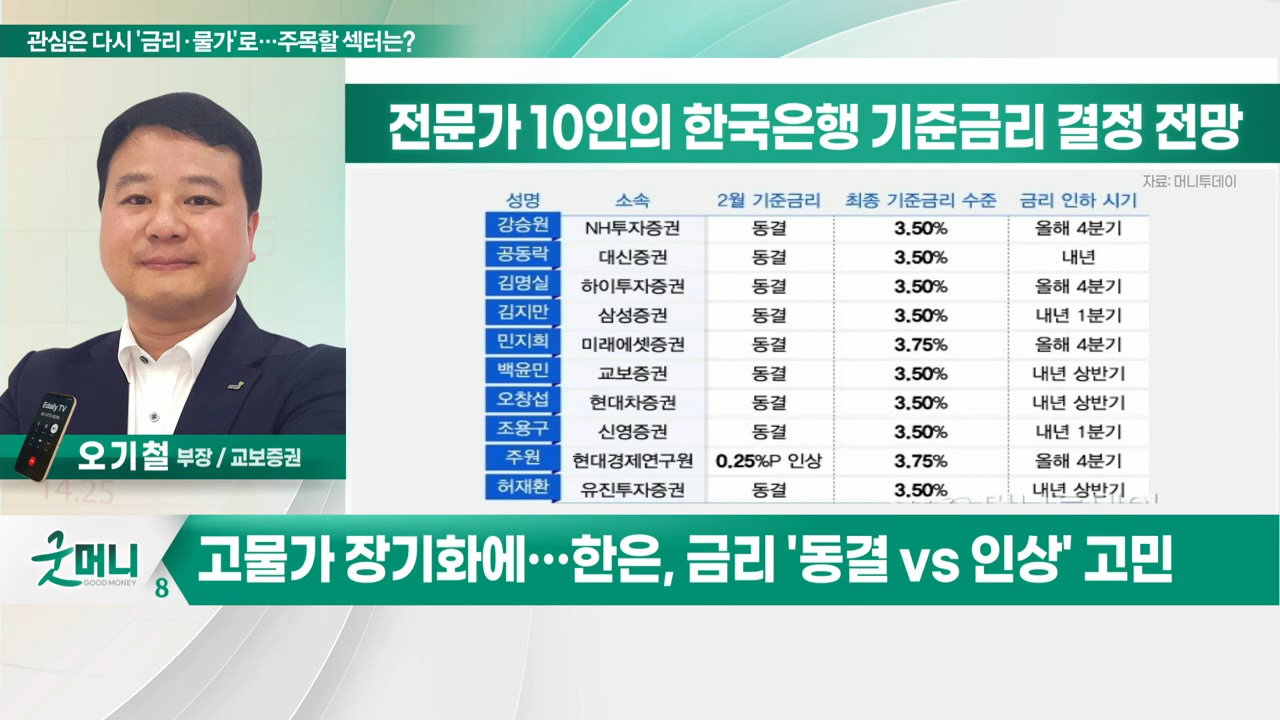 관심은 다시 '금리·물가'로…주목할 섹터는?
전문가 10인의 한국은행 기준금리 결정 전망
자료: 머니투데이
성명 소속 2월 기준금리 최종 기준금리 수준 금리 인하 시기
강승원 NH투자증권 동결 3.50% 올해 4분기
공동락 대신증권 동결 3.50% 내년
김명실 하이투자증권 동결 3.50% 올해 4분기
김지만 삼성증권 동결 3.50% 내년 1분기
민지희 미래에셋증권 동결 3.75% 올해 4분기
백윤민 교보증권 동결 3.50% 내년 상반기
오창섭 현대차증권 동결 3.50% 내년 상반기
조용구 신영증권 동결 3.50% 내년 1분기
주원 현대경제연구원 0.25%P 인상 3.75% 올해 4분기
허재환 유진투자증권 동결 3.50% 내년 상반기
Edaily TV
오기철 부장 / 교보증권
14.25
굿머니
GOOD MONEY
8
고물가 장기화에…한은, 금리 '동결 vs 인상' 고민